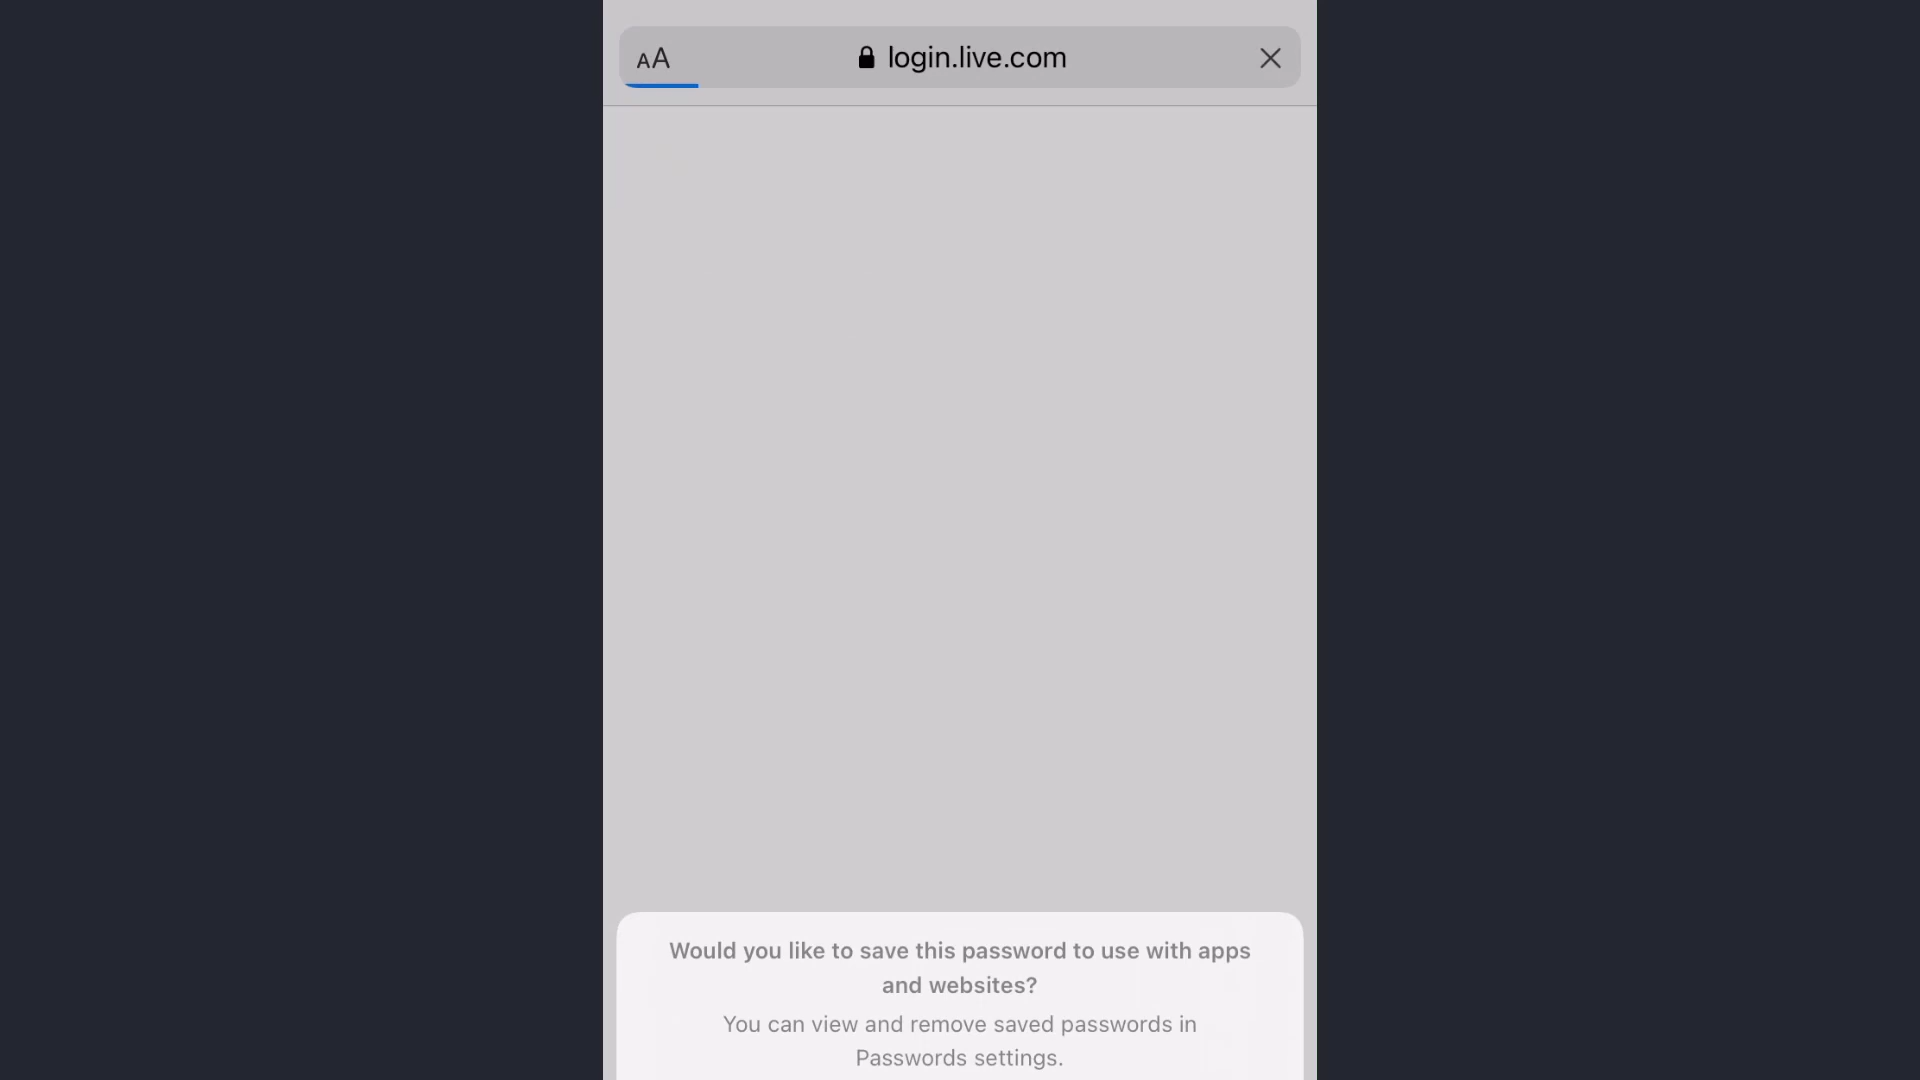 AA login.live.com
Would you like to save this password to use with apps
and websites?
You can view and remove saved passwords in
Passwords settings.